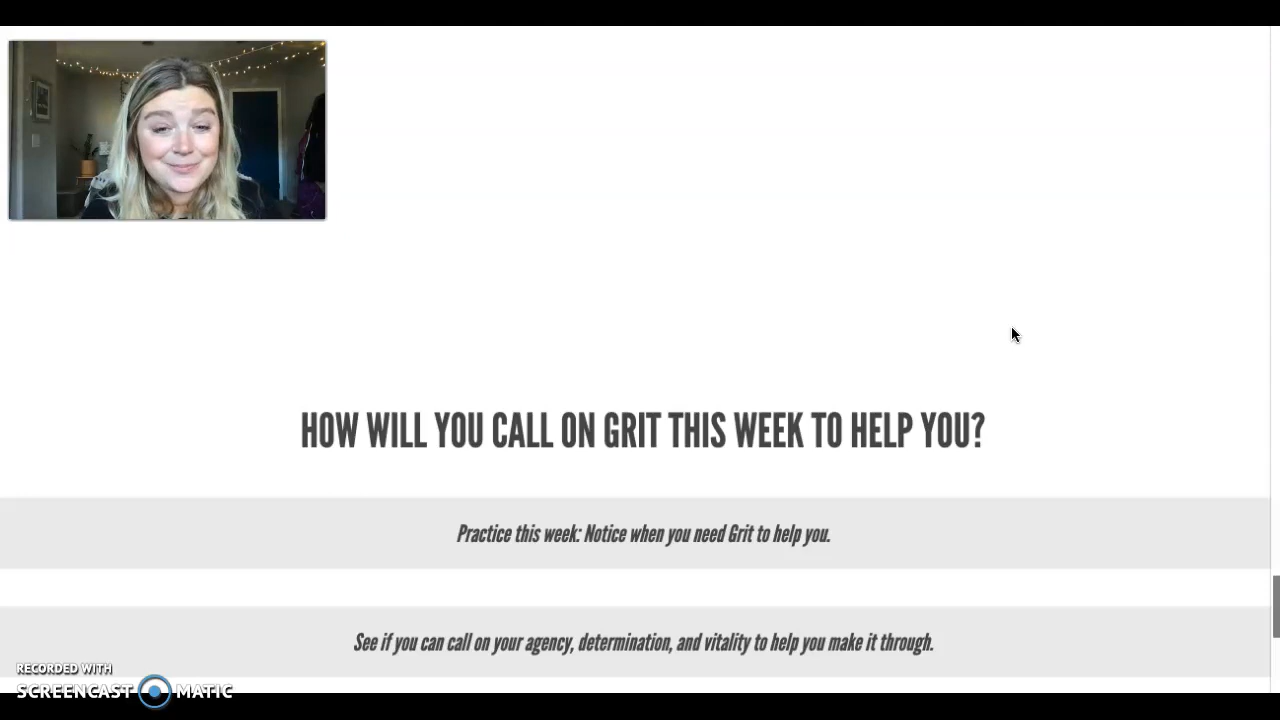 HOW WILL YOU CALL ON GRIT THIS WEEK TO HELP YOU?
Practice this week: Notice when you need Grit to help you.
See if you can call on your agency, determination, and vitality to help you make it through.
RECORDED WITH
SCREENCAST MATIC